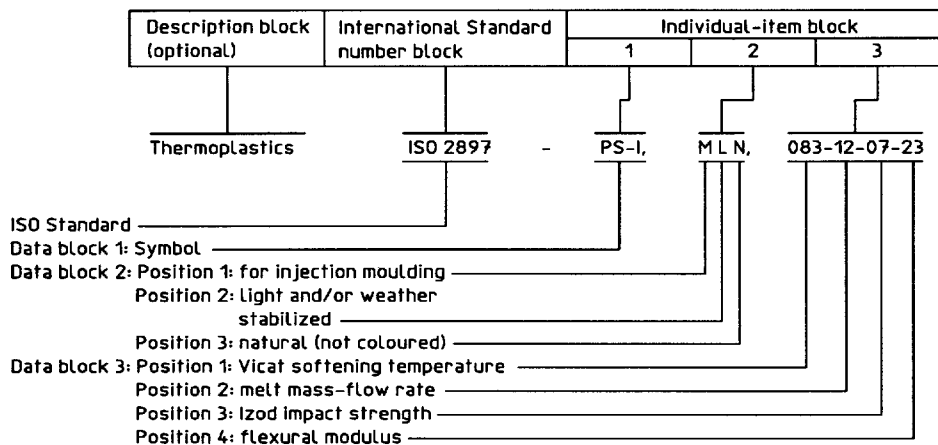 Description block
(optional)
International Standard
number block
Individual-item block
1 2 3
Thermoplastics ISO 2897 - PS-I, M L N, 083-12-07-23
ISO Standard
Data block 1: Symbol
Data block 2: Position 1: for injection moulding
Position 2: light and/or weather
stabilized
Position 3: natural (not coloured)
Data block 3: Position 1: Vicat softening temperature
Position 2: melt mass-flow rate
Position 3: Izod impact strength
Position 4: flexural modulus